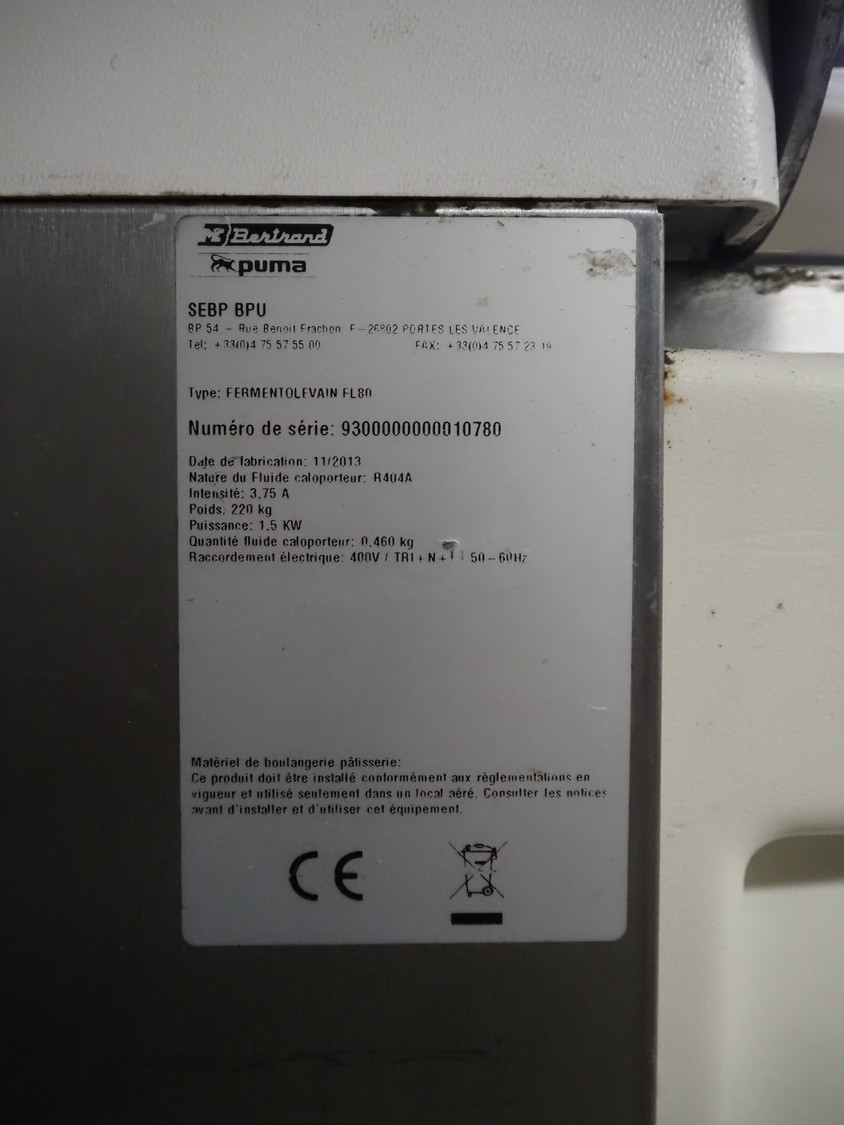 Bertrand
puma
SEBP BPU
BP 54 - Rue Benoit Frachon F-26802 PORTES LES VALENCE
Tel: +33(0)4 75 57 55 00 FAX: +33(0)4 75 57 23 19
Type: FERMENTOLEVAIN FL80
Numéro de série: 9300000000010780
Date de fabrication: 11/2013
Nature du Fluide caloporteur: R404A
Intensité: 3,75 A
Poids: 220 kg
Puissance: 1.5 KW
Quantité fluide caloporteur: 0,460 kg
Raccordement électrique: 400V / TRI + N + 50-60Hz
Matériel de boulangerie pâtisserie:
Ce produit doit être installé conformément aux règlementations en
vigueur et utilisé seulement dans un local aéré. Consulter les notices
avant d'installer et d'utiliser cet équipement.
CE